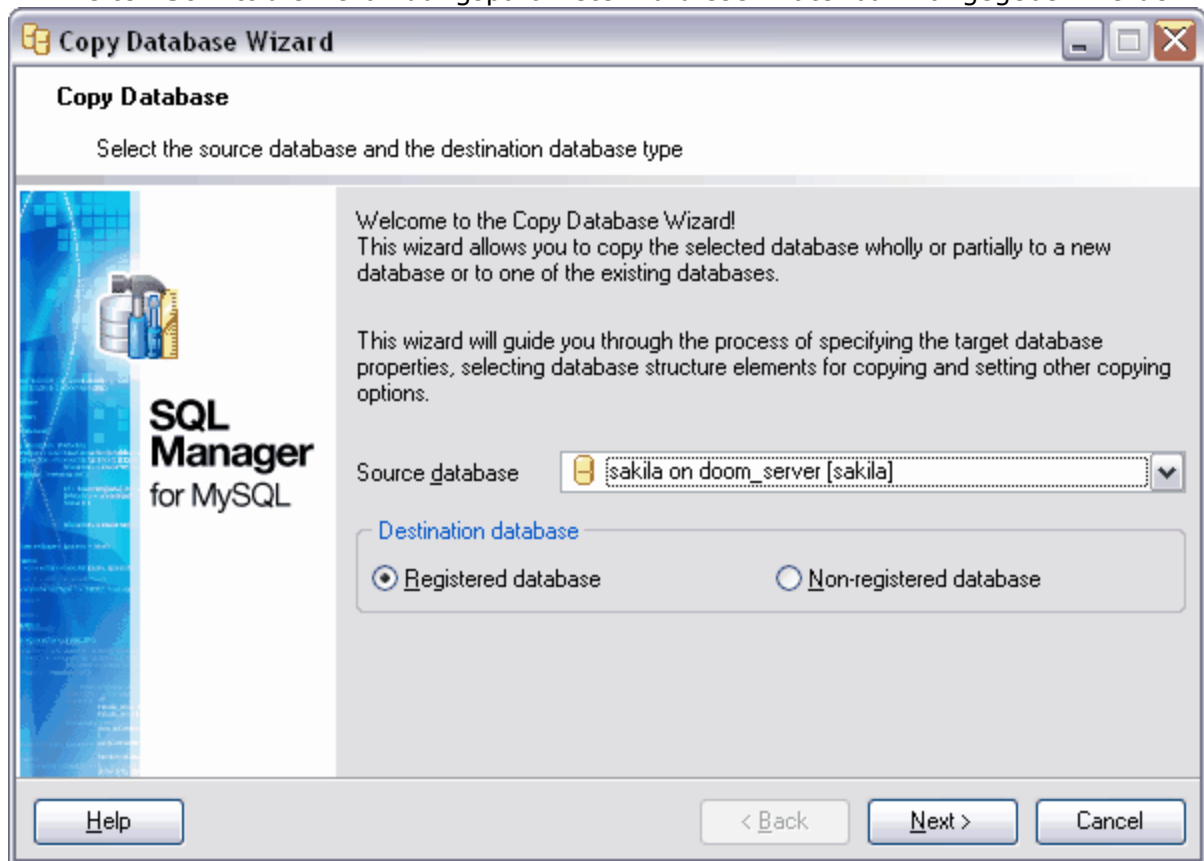 Copy Database Wizard
Copy Database
Select the source database and the destination database type
Welcome to the Copy Database Wizard!
This wizard allows you to copy the selected database wholly or partially to a new
database or to one of the existing databases.
This wizard will guide you through the process of specifying the target database
properties, selecting database structure elements for copying and setting other copying
options.
SQL
Manager
for MySQL
Source database
sakila on doom_server [sakila]
Destination database
Registered database
Non-registered database
Help
< Back
Next >
Cancel